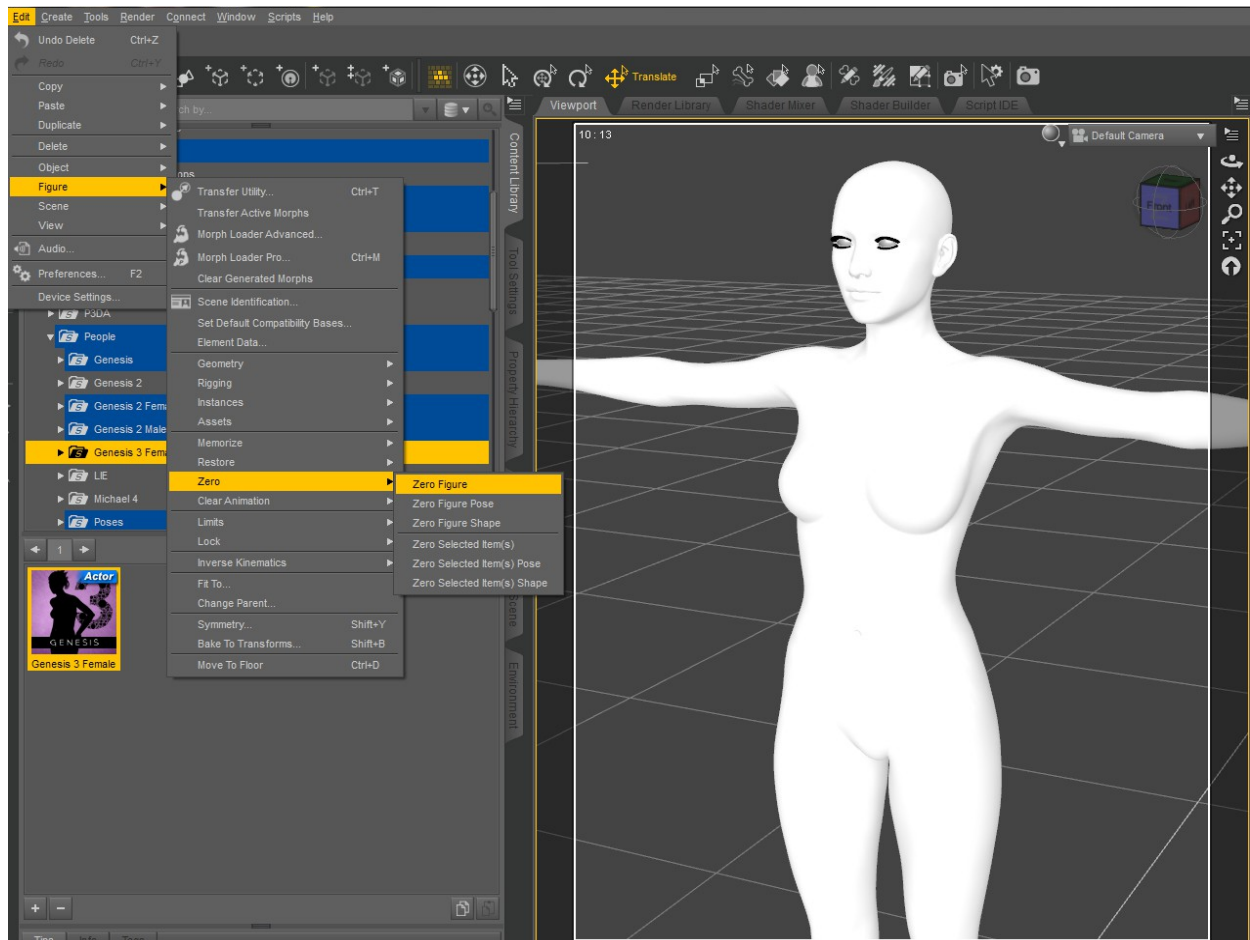 Edit Create Tools Render Connect Window Scripts Help
Undo Delete Ctrl+Z
Redo Ctrl+Y
Copy
Paste
Duplicate
Delete
Object
Figure
Scene
View
Audio...
Preferences... F2
Device Settings...
Translate
ch by...
ons
Transfer Utility... Ctrl+T
Transfer Active Morphs
Morph Loader Advanced...
Morph Loader Pro... Ctrl+M
Clear Generated Morphs
Scene Identification...
Set Default Compatibility Bases...
Element Data...
Geometry
Rigging
Instances
Assets
Memorize
Restore
Zero
Clear Animation
Limits
Lock
Inverse Kinematics
Fit To...
Change Parent...
Symmetry... Shift+Y
Bake To Transforms... Shift+B
Move To Floor Ctrl+D
Zero Figure
Zero Figure Pose
Zero Figure Shape
Zero Selected Item(s)
Zero Selected Item(s) Pose
Zero Selected Item(s) Shape
P3DA
People
Genesis
Genesis 2
Genesis 2 Fema
Genesis 2 Male
Genesis 3 Fema
LIE
Michael 4
Poses
1
Actor
3
GENESIS
Genesis 3 Female
Content Library
Tool Settings
Property Hierarchy
Scene
Environment
Viewport Render Library Shader Mixer Shader Builder Script IDE
10 : 13
Default Camera
Front
Tips Info Tags